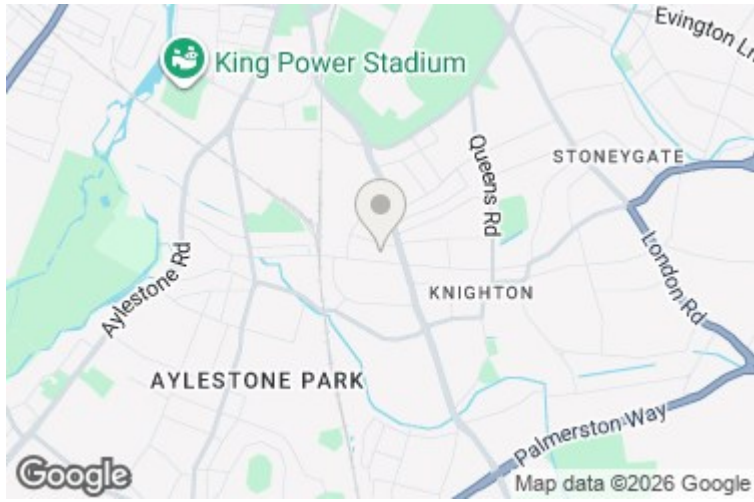 Evington Ln
King Power Stadium
Queens Rd
STONEYGATE
Aylestone Rd
London Rd
KNIGHTON
AYLESTONE PARK
Palmerston Way
Google
Map data ©2026 Google